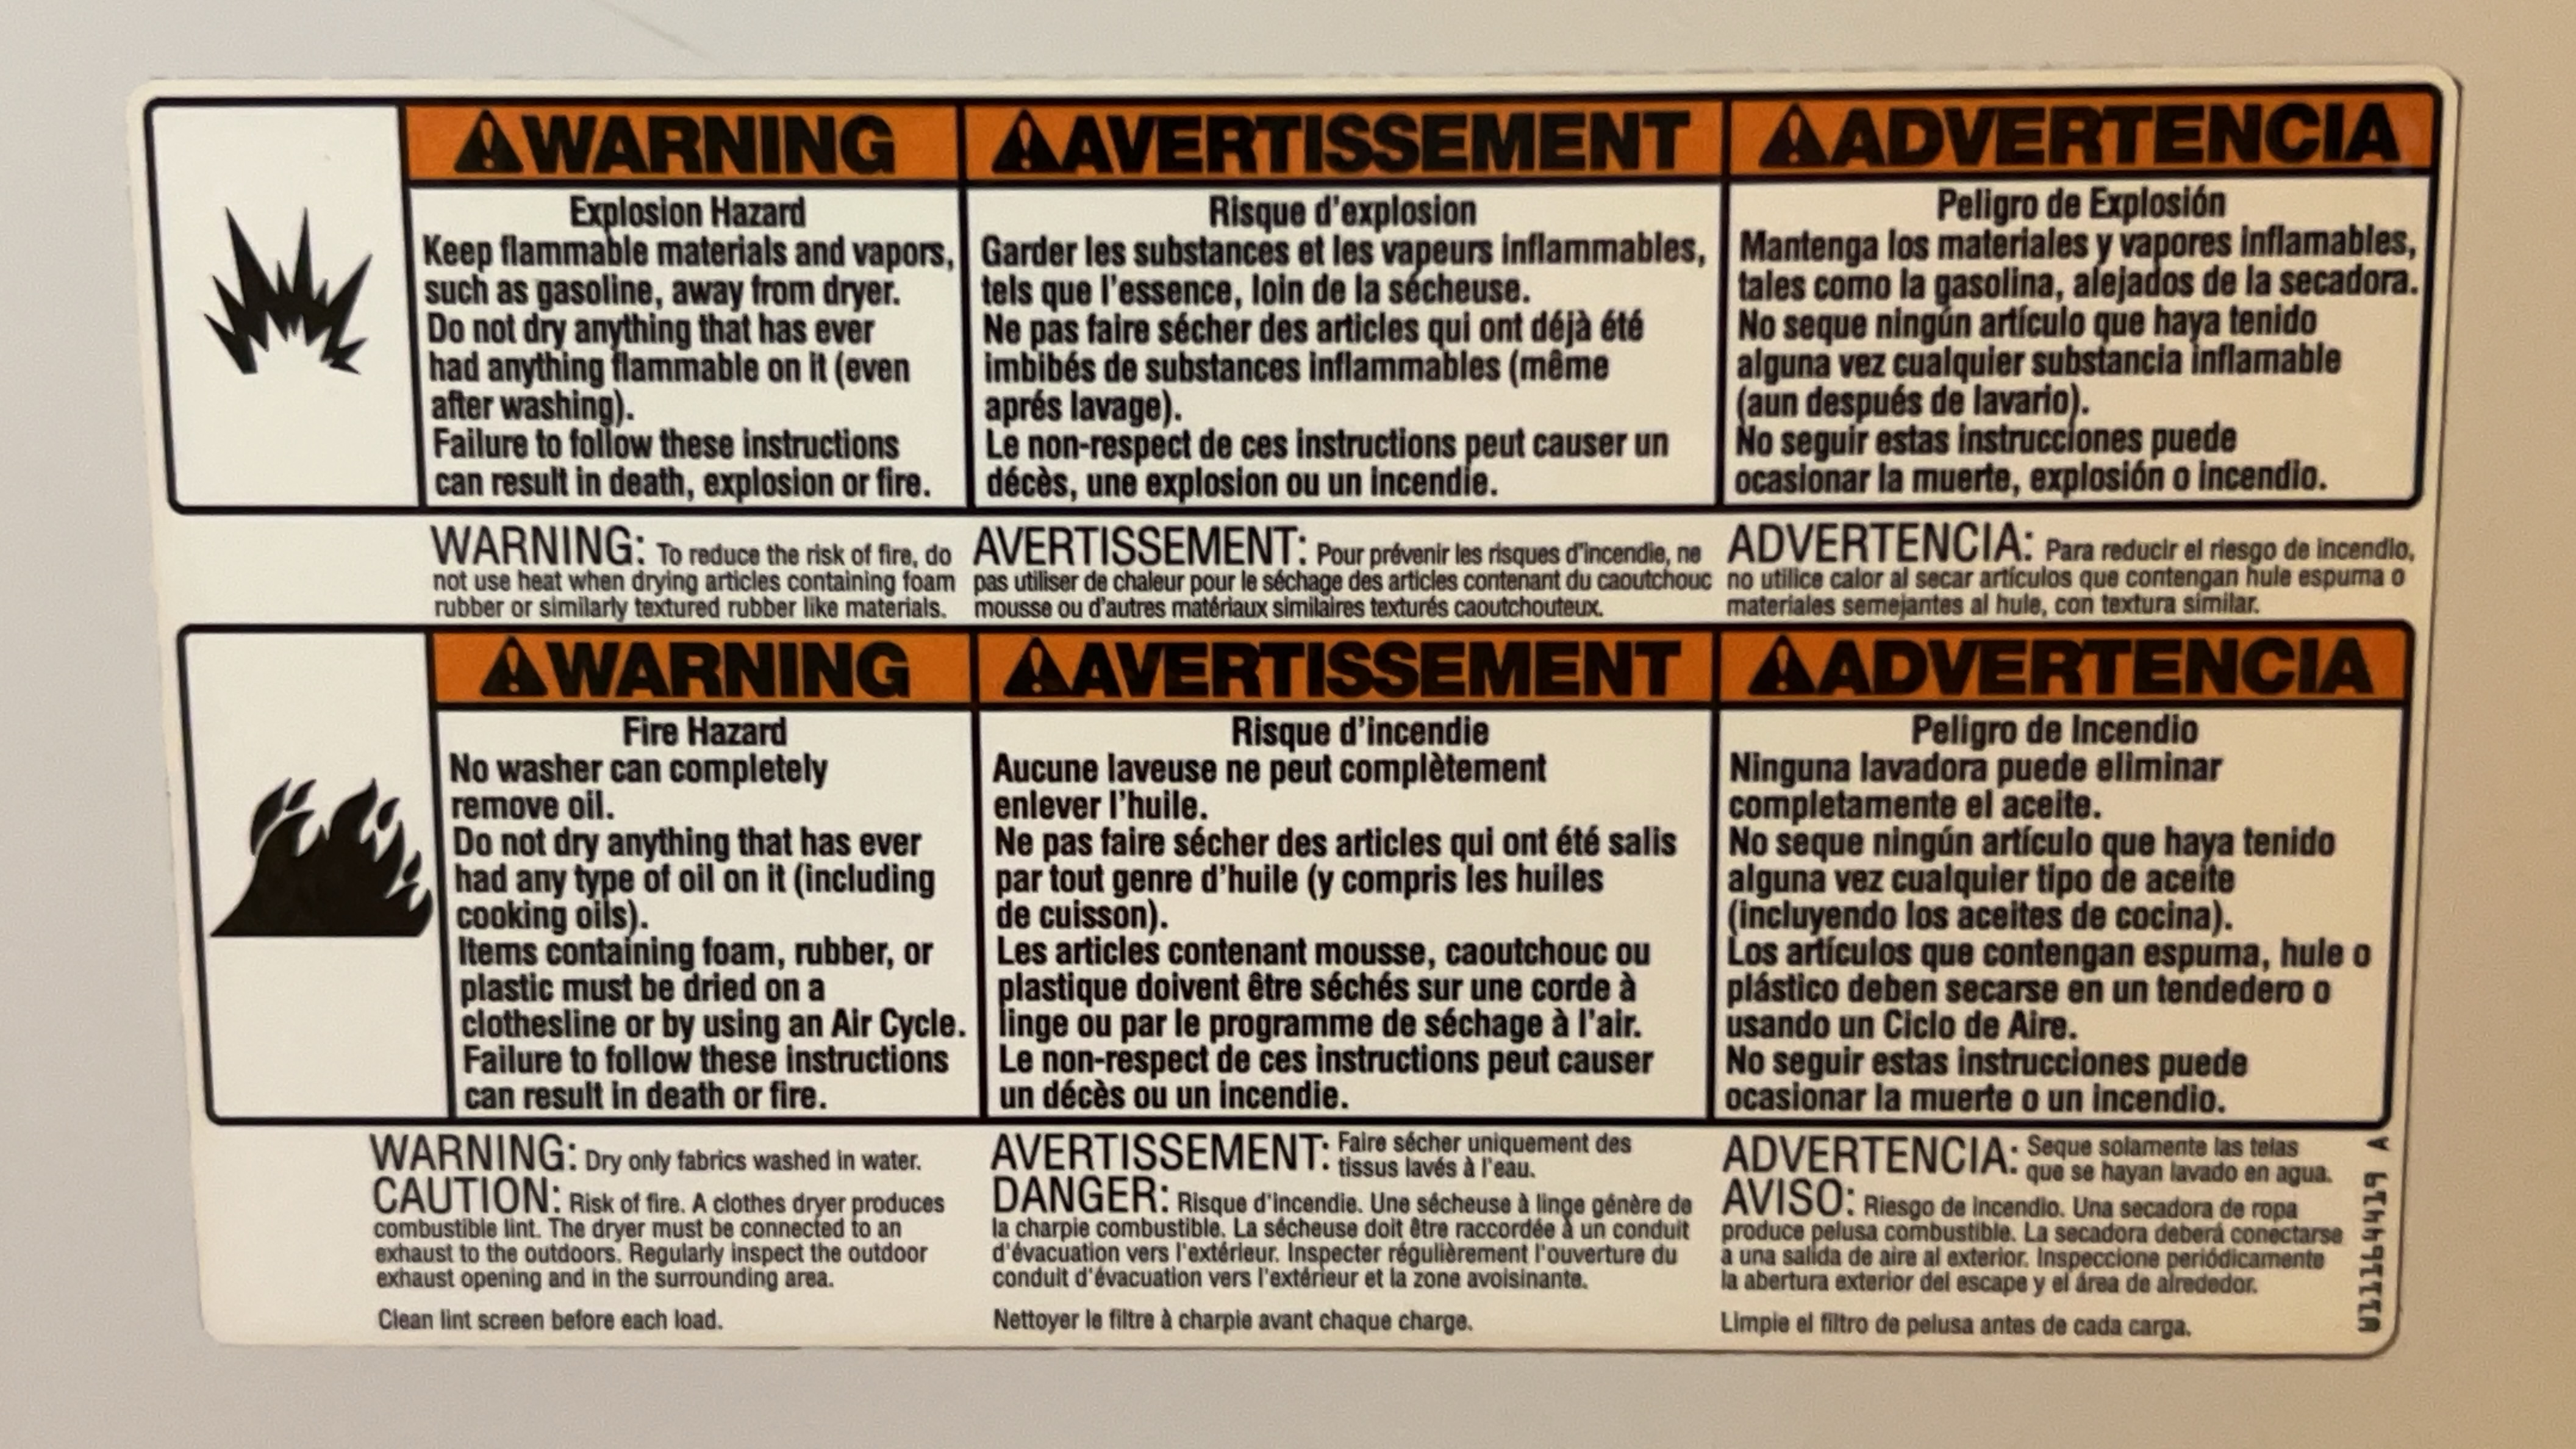 WARNING
Explosion Hazard
Keep flammable materials and vapors,
such as gasoline, away from dryer.
Do not dry anything that has ever
had anything flammable on it (even
after washing).
Failure to follow these instructions
can result in death, explosion or fire.
AVERTISSEMENT
Risque d'explosion
Garder les substances et les vapeurs inflammables,
tels que l'essence, loin de la sécheuse.
Ne pas faire sécher des articles qui ont déjà été
imbibés de substances inflammables (même
aprés lavage).
Le non-respect de ces instructions peut causer un
décès, une explosion ou un incendie.
ADVERTENCIA
Peligro de Explosión
Mantenga los materiales y vapores inflamables,
tales como la gasolina, alejados de la secadora.
No seque ningún artículo que haya tenido
alguna vez cualquier substancia inflamable
(aun después de lavarlo).
No seguir estas instrucciones puede
ocasionar la muerte, explosión o incendio.
WARNING: To reduce the risk of fire, do
not use heat when drying articles containing foam
rubber or similarly textured rubber like materials.
AVERTISSEMENT: Pour prévenir les risques d'incendie, ne
pas utiliser de chaleur pour le séchage des articles contenant du caoutchouc
mousse ou d'autres matériaux similaires texturés caoutchouteux.
ADVERTENCIA: Para reducir el riesgo de incendio,
no utilice calor al secar artículos que contengan hule espuma o
materiales semejantes al hule, con textura similar.
WARNING
Fire Hazard
No washer can completely
remove oil.
Do not dry anything that has ever
had any type of oil on it (including
cooking oils).
Items containing foam, rubber, or
plastic must be dried on a
clothesline or by using an Air Cycle.
Failure to follow these instructions
can result in death or fire.
AVERTISSEMENT
Risque d'incendie
Aucune laveuse ne peut complètement
enlever l'huile.
Ne pas faire sécher des articles qui ont été salis
par tout genre d'huile (y compris les huiles
de cuisson).
Les articles contenant mousse, caoutchouc ou
plastique doivent être séchés sur une corde à
linge ou par le programme de séchage à l'air.
Le non-respect de ces instructions peut causer
un décès ou un incendie.
ADVERTENCIA
Peligro de Incendio
Ninguna lavadora puede eliminar
completamente el aceite.
No seque ningún artículo que haya tenido
alguna vez cualquier tipo de aceite
(incluyendo los aceites de cocina).
Los artículos que contengan espuma, hule o
plástico deben secarse en un tendedero o
usando un Ciclo de Aire.
No seguir estas instrucciones puede
ocasionar la muerte o un incendio.
WARNING: Dry only fabrics washed in water.
CAUTION: Risk of fire. A clothes dryer produces
combustible lint. The dryer must be connected to an
exhaust to the outdoors. Regularly inspect the outdoor
exhaust opening and in the surrounding area.
Clean lint screen before each load.
AVERTISSEMENT: Faire sécher uniquement des
tissus lavés à l'eau.
DANGER: Risque d'incendie. Une sécheuse à linge génère de
la charpie combustible. La sécheuse doit être raccordée à un conduit
d'évacuation vers l'extérieur. Inspecter régulièrement l'ouverture du
conduit d'évacuation vers l'extérieur et la zone avoisinante.
Nettoyer le filtre à charpie avant chaque charge.
ADVERTENCIA: Seque solamente las telas
que se hayan lavado en agua.
AVISO: Riesgo de incendio. Una secadora de ropa
produce pelusa combustible. La secadora deberá conectarse
a una salida de aire al exterior. Inspeccione periódicamente
la abertura exterior del escape y el área de alrededor.
Limpie el filtro de pelusa antes de cada carga.
W11164419 A